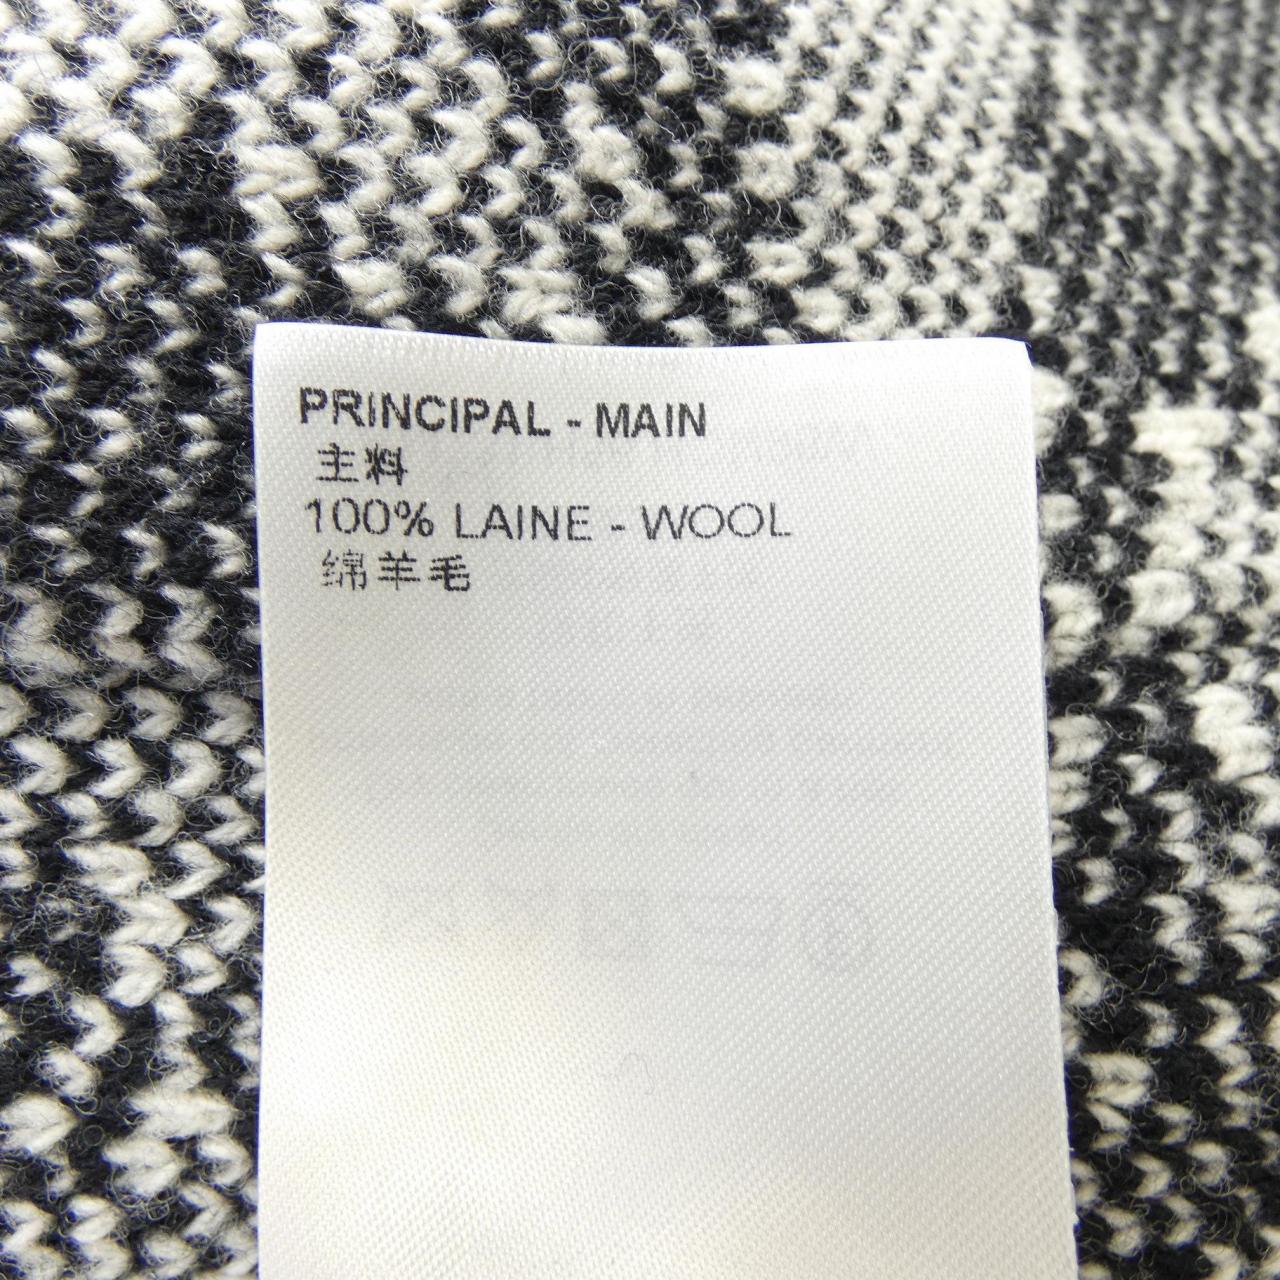 PRINCIPAL - MAIN
主料
100% LAINE - WOOL
绵羊毛